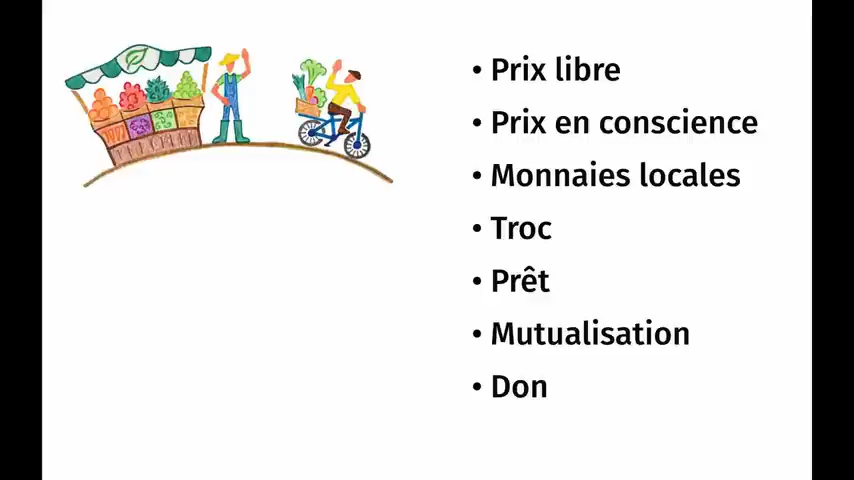 • Prix libre
• Prix en conscience
• Monnaies locales
• Troc
• Prêt
• Mutualisation
• Don